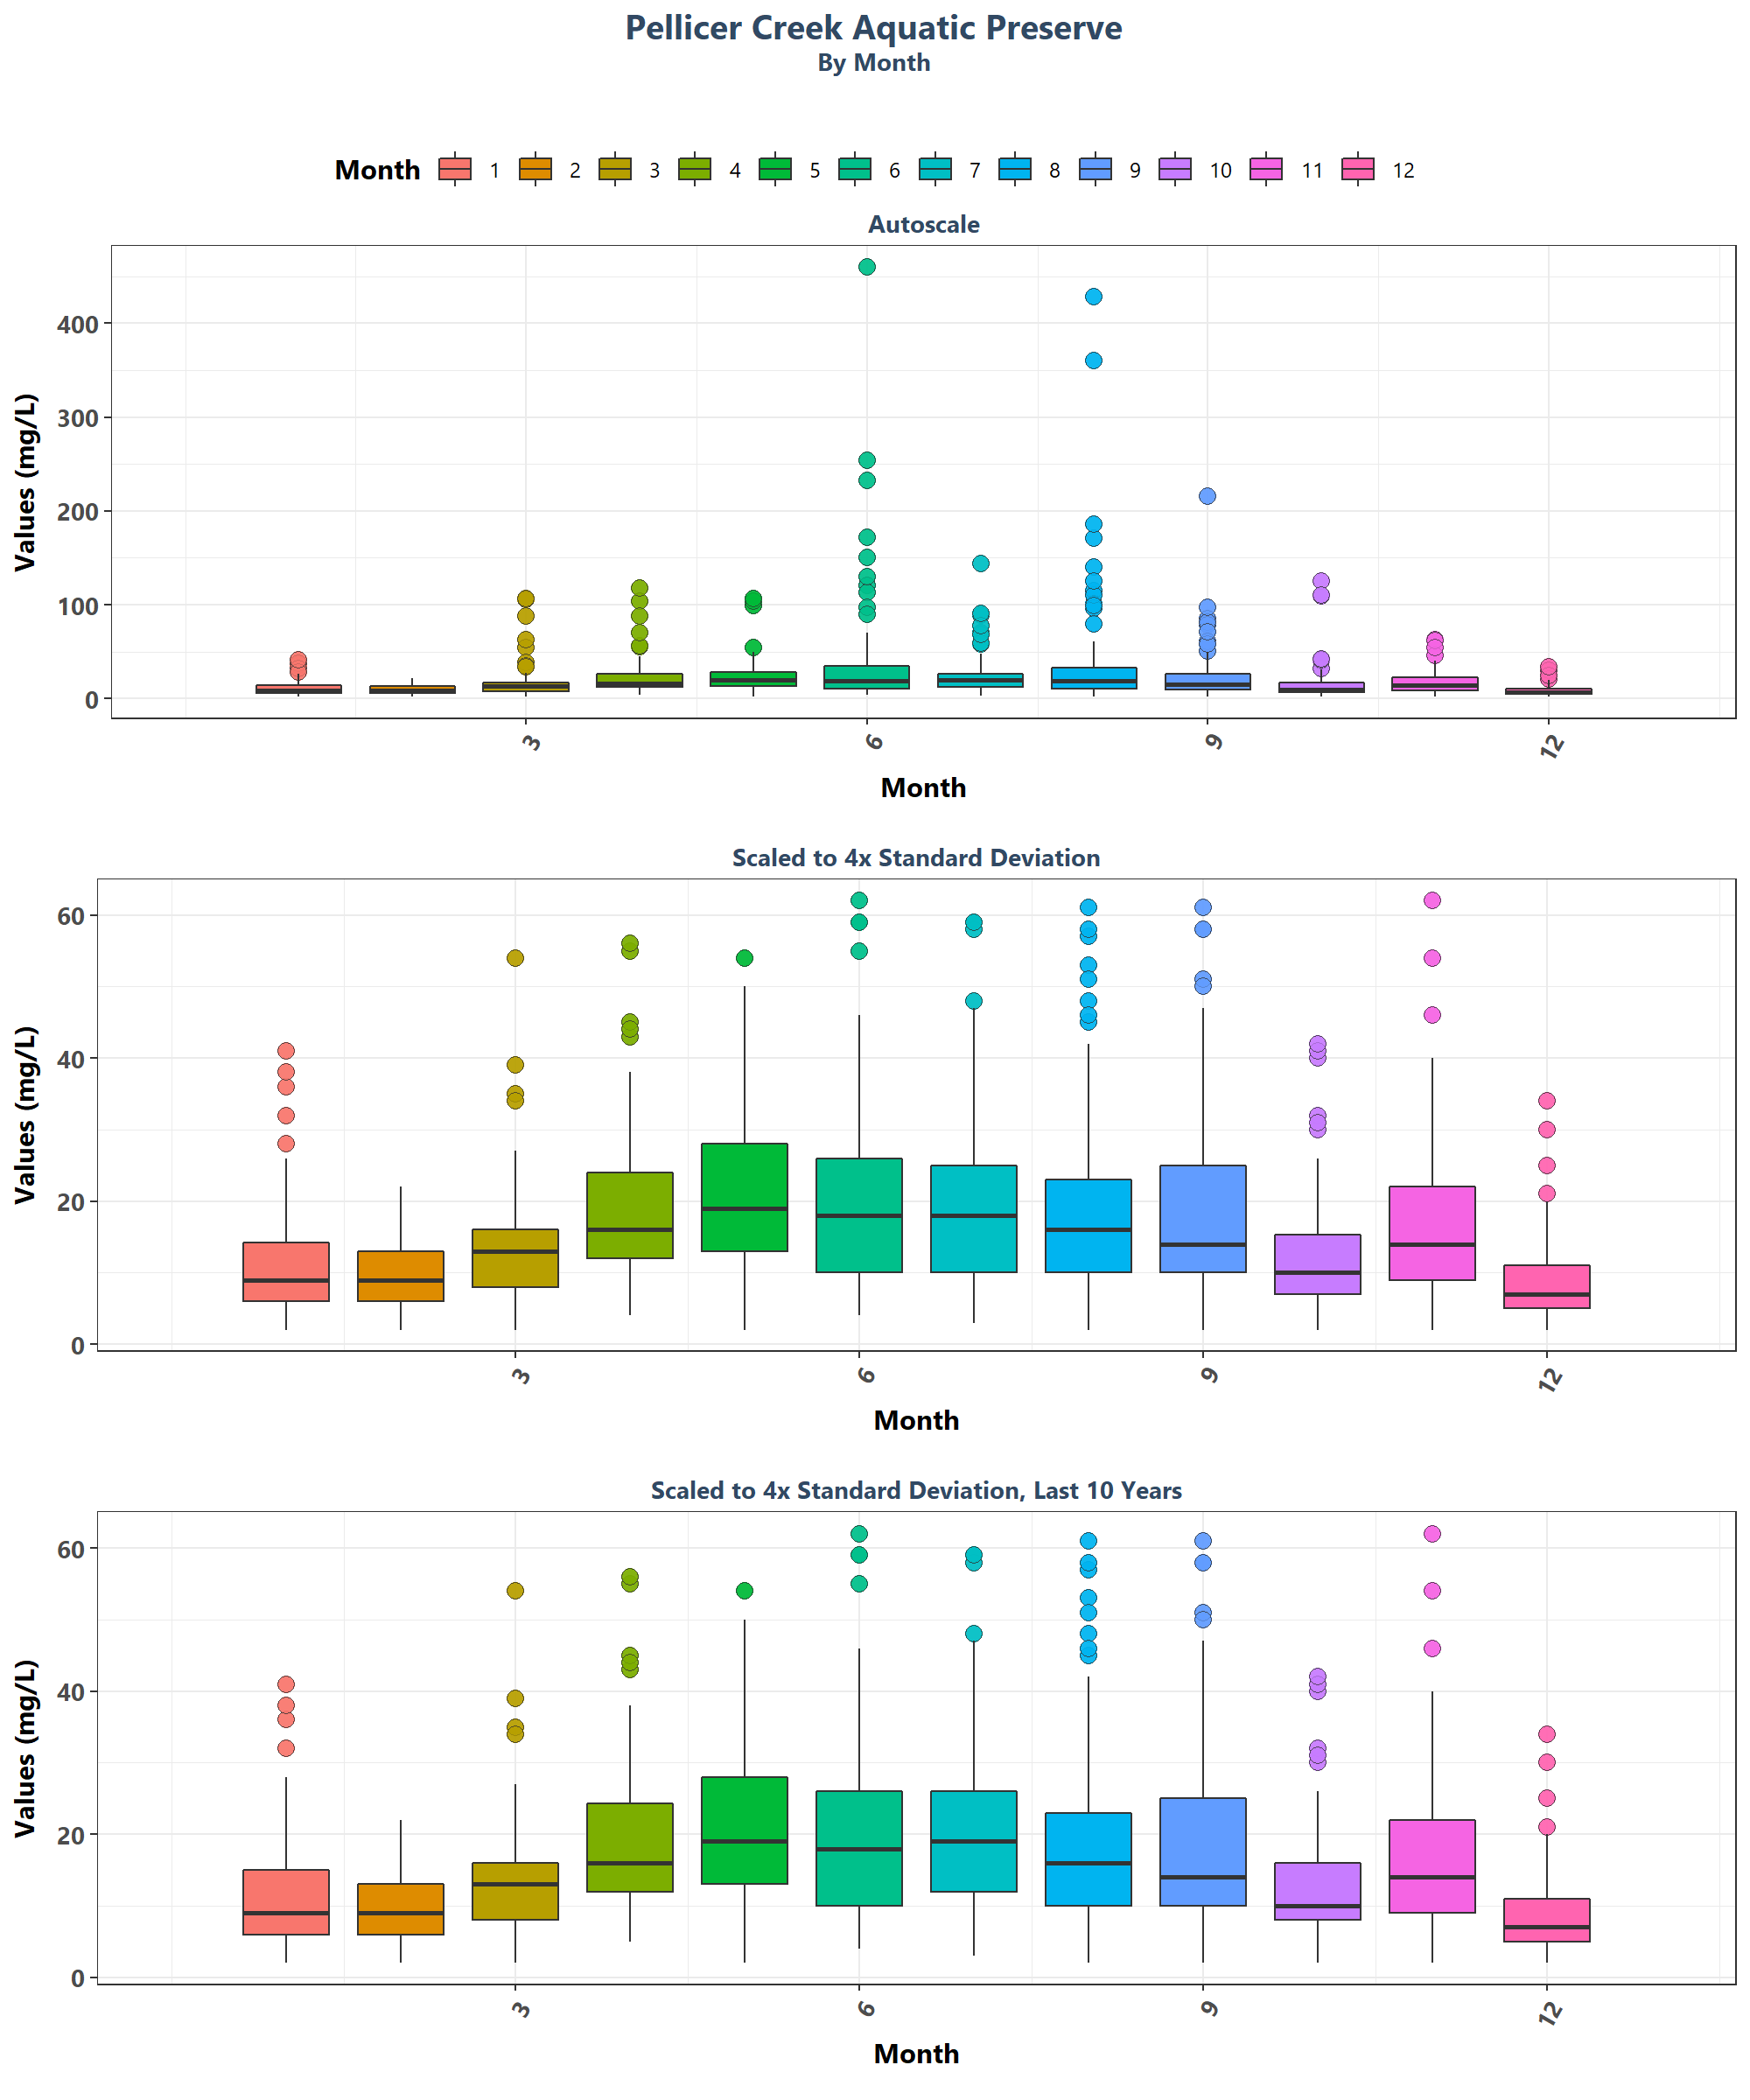 Pellicer Creek Aquatic Preserve
By Month
Month 1 2 3 4 5 6 7 8 9 10 11 12
Autoscale
Values (mg/L)
400
300
200
100
0
3 6 9 12
Month
Scaled to 4x Standard Deviation
Values (mg/L)
60
40
20
0
3 6 9 12
Month
Scaled to 4x Standard Deviation, Last 10 Years
Values (mg/L)
60
40
20
0
3 6 9 12
Month